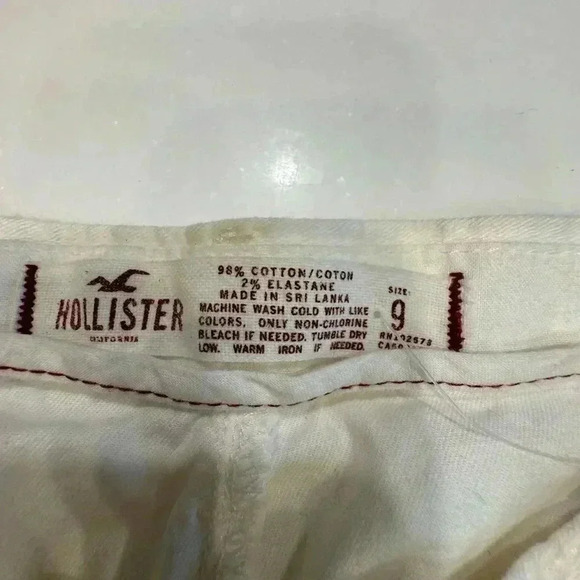 HOLLISTER
CALIFORNIA
98% COTTON/COTON
2% ELASTANE
MADE IN SRI LANKA
MACHINE WASH COLD WITH LIKE
COLORS, ONLY NON-CHLORINE
BLEACH IF NEEDED. TUMBLE DRY
LOW. WARM IRON IF NEEDED.
SIZE:
9